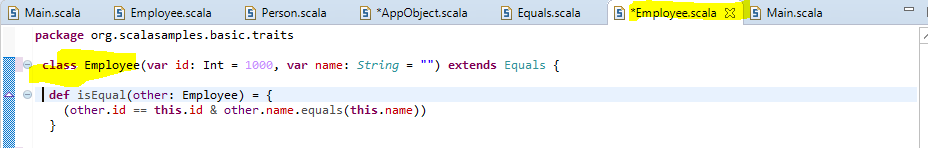 Main.scala Employee.scala Person.scala *AppObject.scala Equals.scala *Employee.scala Main.scala
package org.scalasamples.basic.traits
class Employee(var id: Int = 1000, var name: String = "") extends Equals {
def isEqual(other: Employee) = {
(other.id == this.id & other.name.equals(this.name))
}